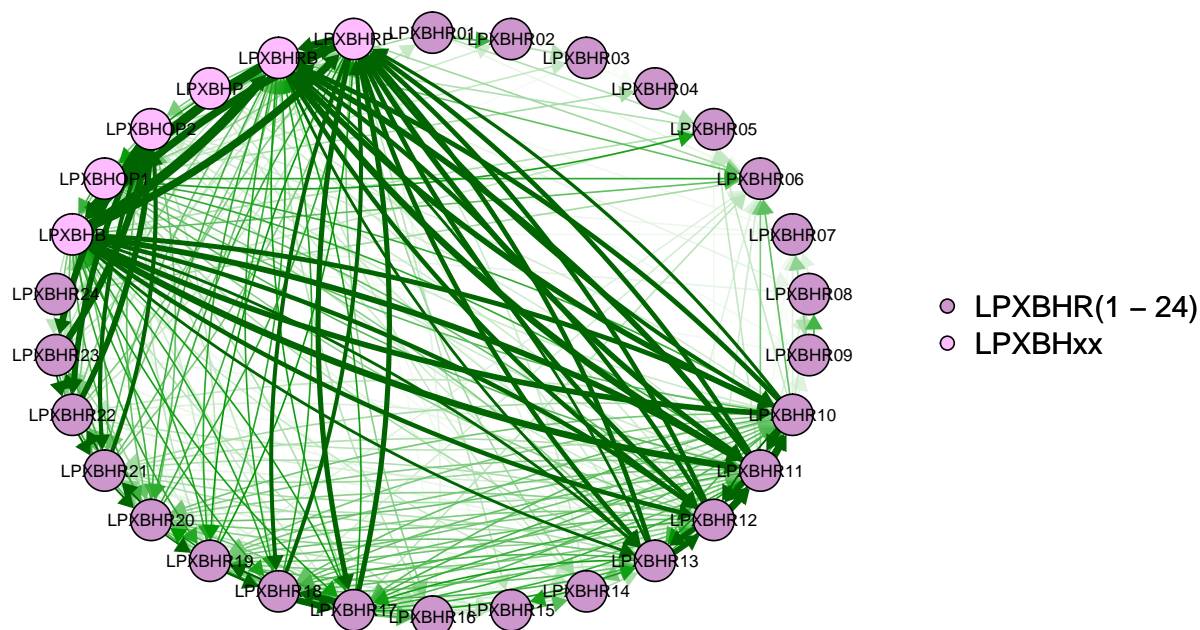 LPXBHRP
LPXBHR01
LPXBHR02
LPXBHRB
LPXBHR03
LPXBHP
LPXBHR04
LPXBHOP2
LPXBHR05
LPXBHOP1
LPXBHR06
LPXBHB
LPXBHR07
LPXBHR24
LPXBHR08
LPXBHR(1 – 24)
LPXBHxx
LPXBHR23
LPXBHR09
LPXBHR22
LPXBHR10
LPXBHR21
LPXBHR11
LPXBHR20
LPXBHR12
LPXBHR19
LPXBHR13
LPXBHR18
LPXBHR14
LPXBHR17
LPXBHR16
LPXBHR15